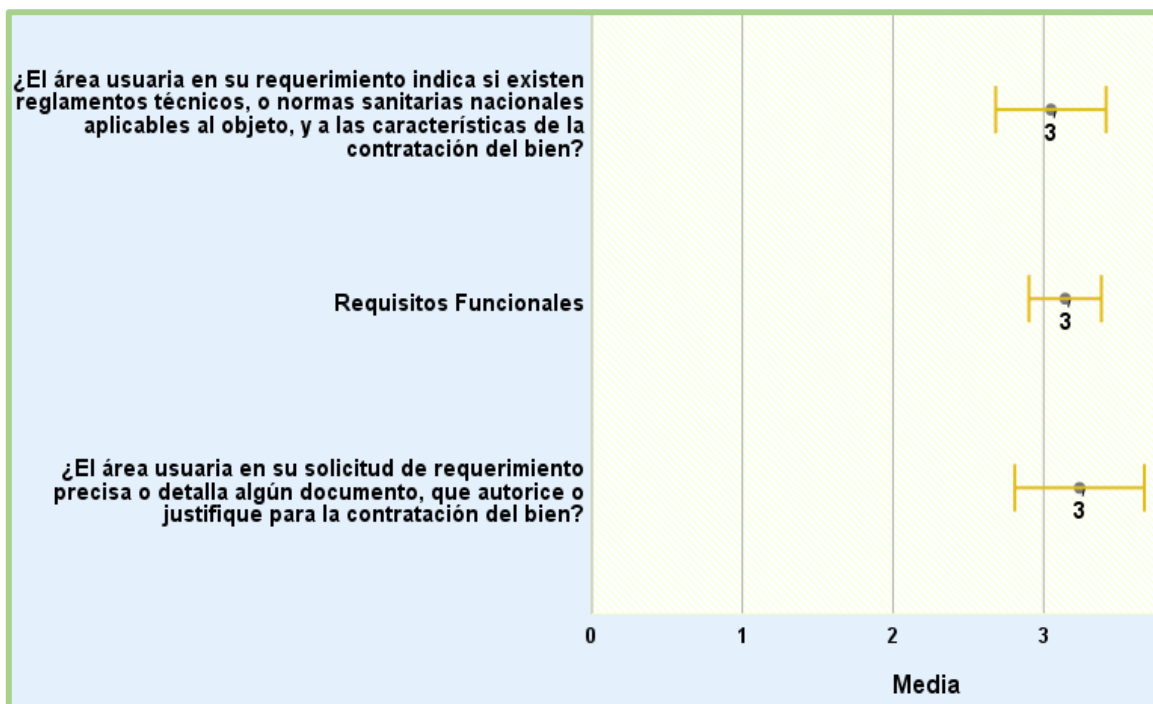 ¿El área usuaria en su requerimiento indica si existen
reglamentos técnicos, o normas sanitarias nacionales
aplicables al objeto, y a las características de la
contratación del bien?
3
Requisitos Funcionales
3
¿El área usuaria en su solicitud de requerimiento
precisa o detalla algún documento, que autorice o
justifique para la contratación del bien?
3
0 1 2 3
Media